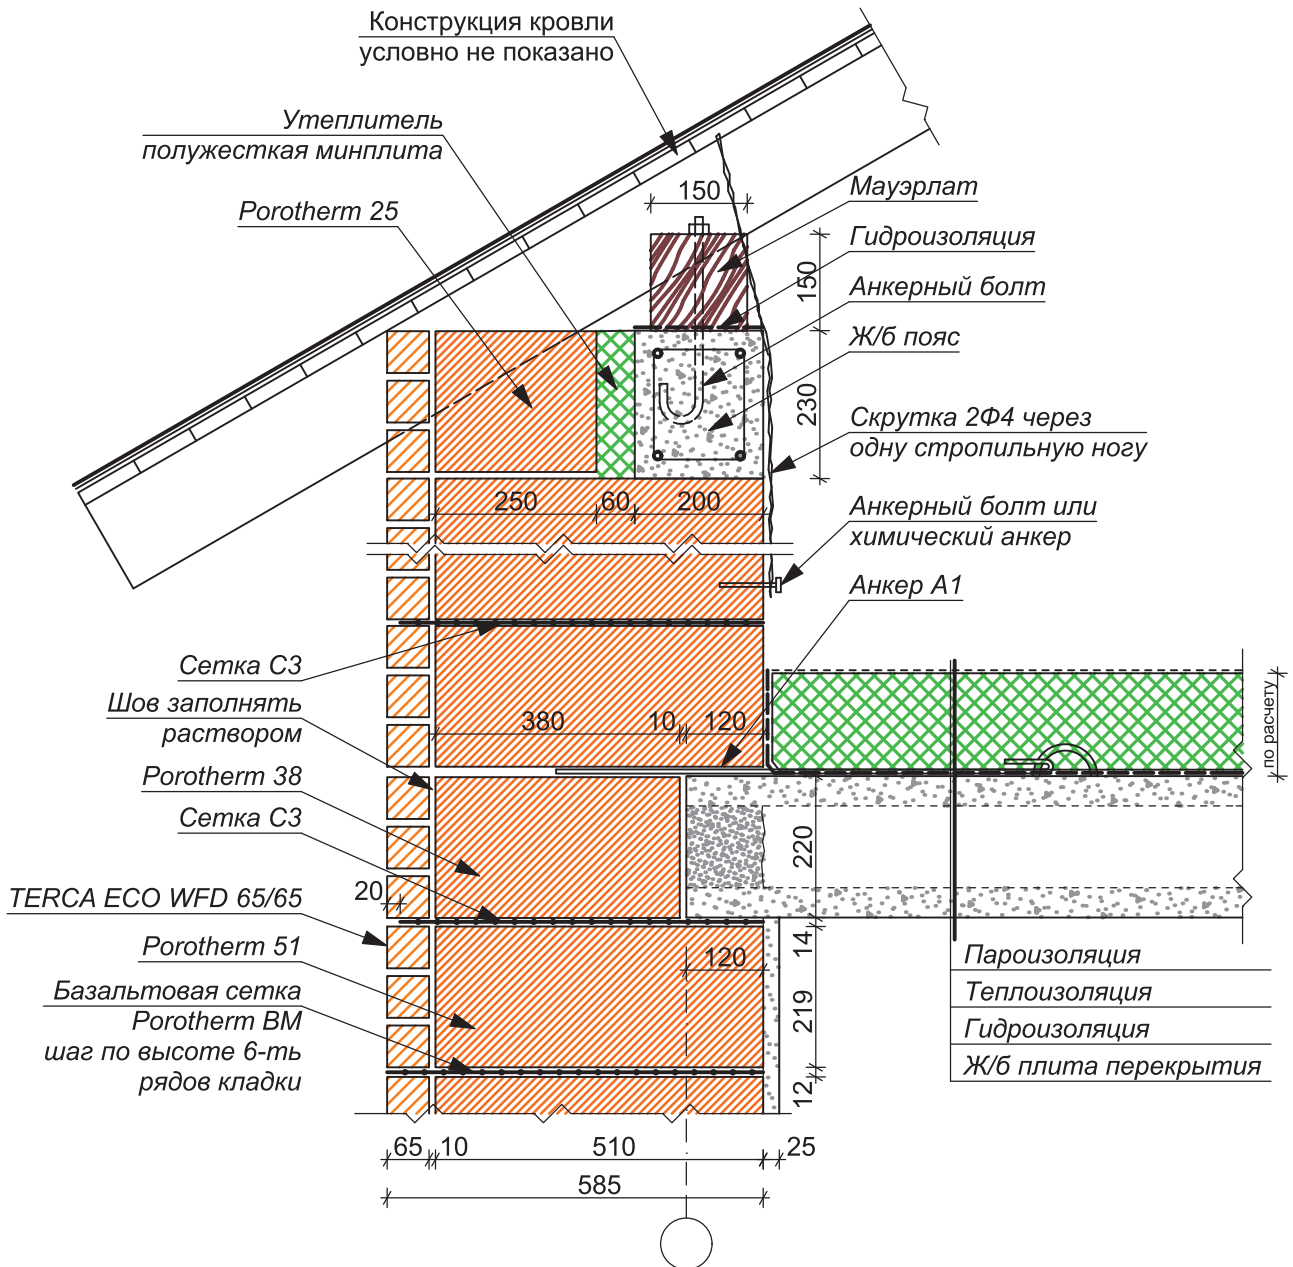 Конструкция кровли
условно не показано
Утеплитель
полужесткая минплита
Porotherm 25
150
Мауэрлат
Гидроизоляция
150
Анкерный болт
Ж/б пояс
230
Скрутка 2Ф4 через
одну стропильную ногу
250
60
200
Анкерный болт или
химический анкер
Анкер А1
Сетка С3
Шов заполнять
раствором
380
10
120
по расчету
Porotherm 38
Сетка С3
220
20
TERCA ECO WFD 65/65
14
Porotherm 51
120
Базальтовая сетка
Porotherm BM
шаг по высоте 6-ть
рядов кладки
219
12
Пароизоляция
Теплоизоляция
Гидроизоляция
Ж/б плита перекрытия
65
10
510
25
585